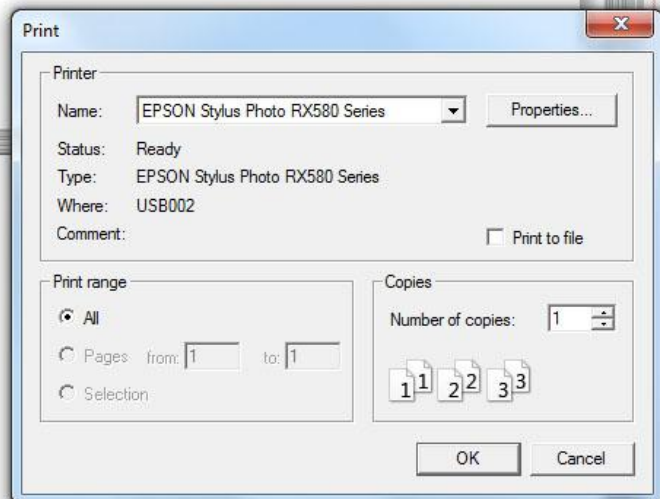 Print
Printer
Name: EPSON Stylus Photo RX580 Series Properties...
Status: Ready
Type: EPSON Stylus Photo RX580 Series
Where: USB002
Comment: Print to file
Print range
All
Pages from: 1 to: 1
Selection
Copies
Number of copies: 1
1 1 2 2 3 3
OK Cancel